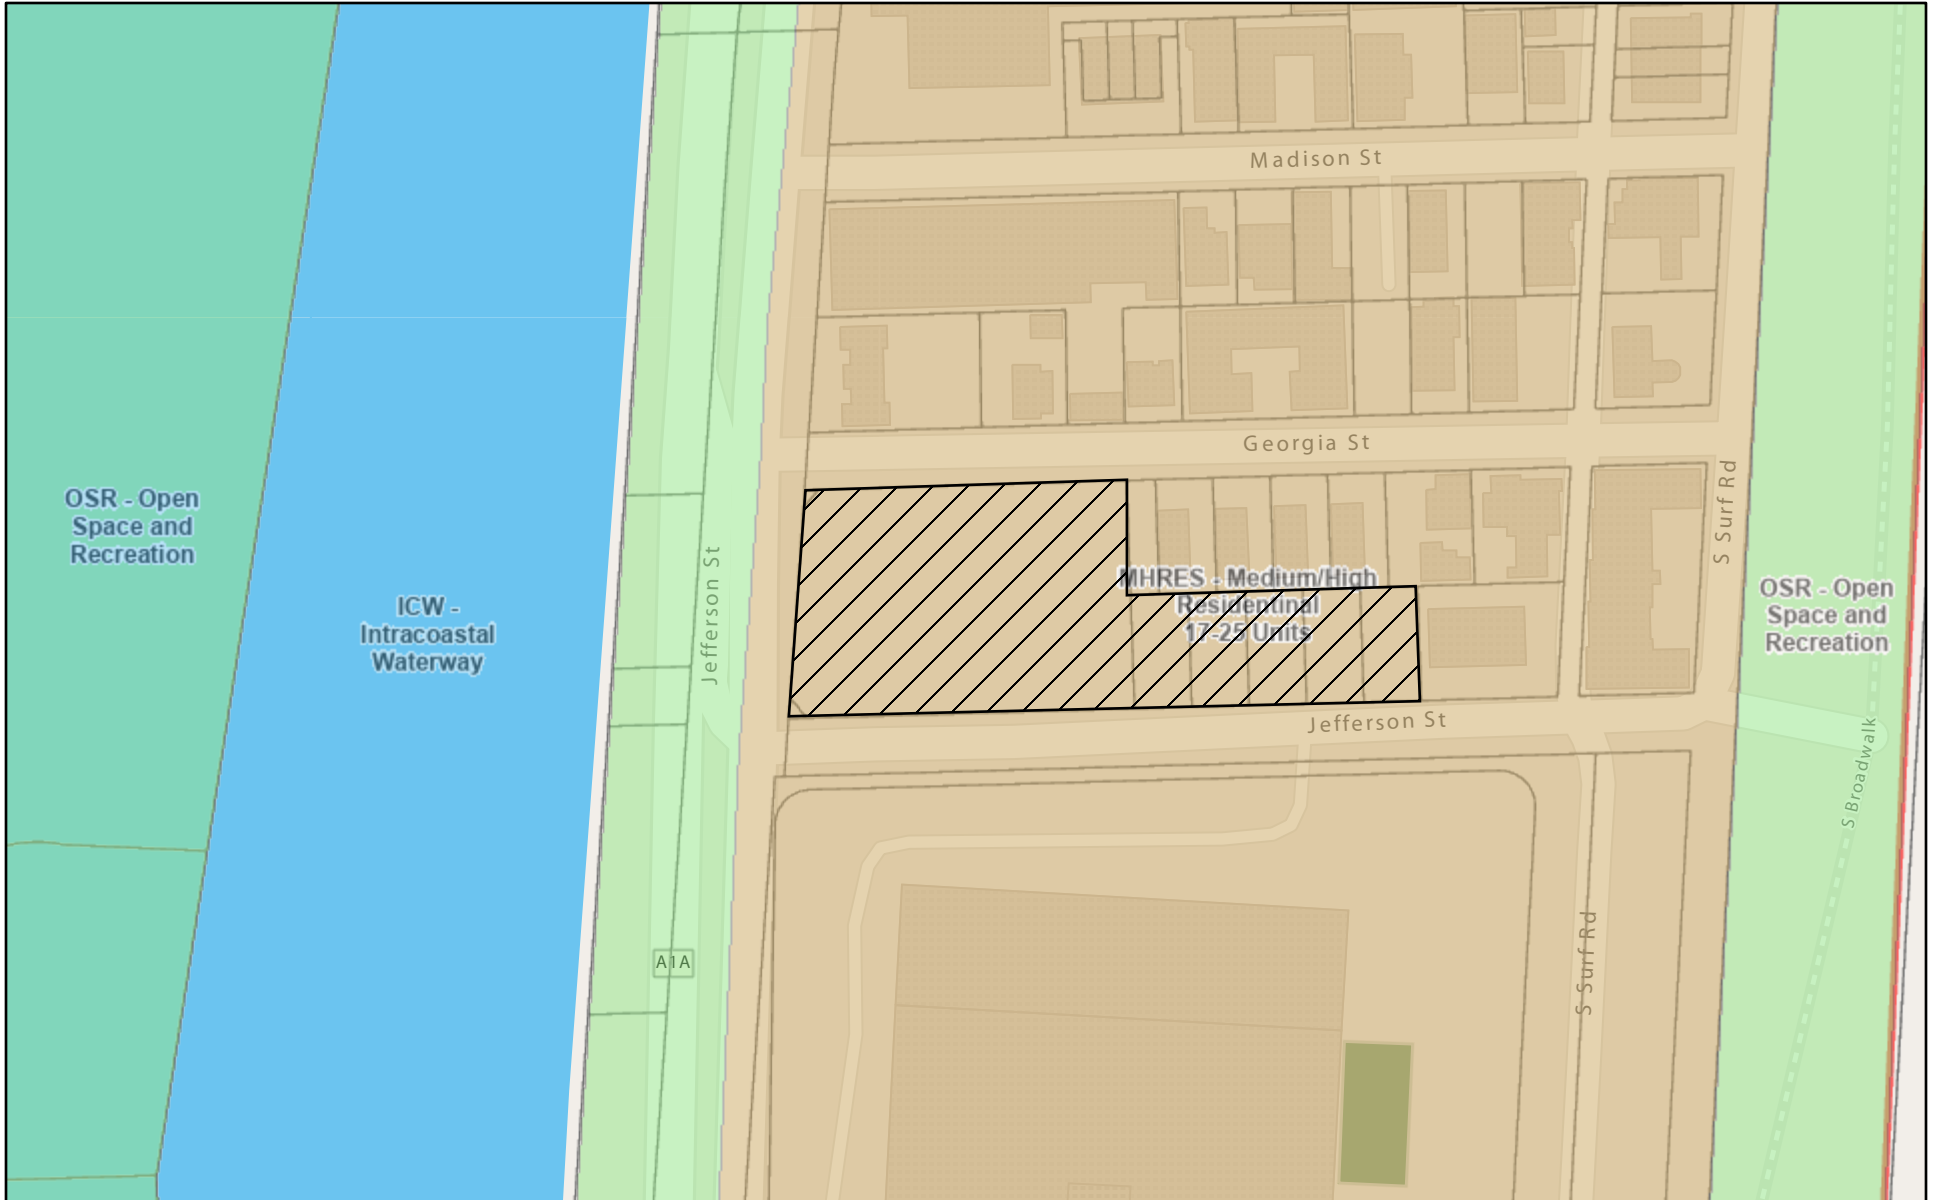 Madison St
Georgia St
S Surf Rd
OSR - Open
Space and
Recreation
ICW -
Intracoastal
Waterway
Jefferson St
MHRES - Medium/High
Residentinal
17-25 Units
OSR - Open
Space and
Recreation
Jefferson St
S Broadwalk
S Surf Rd
A1A